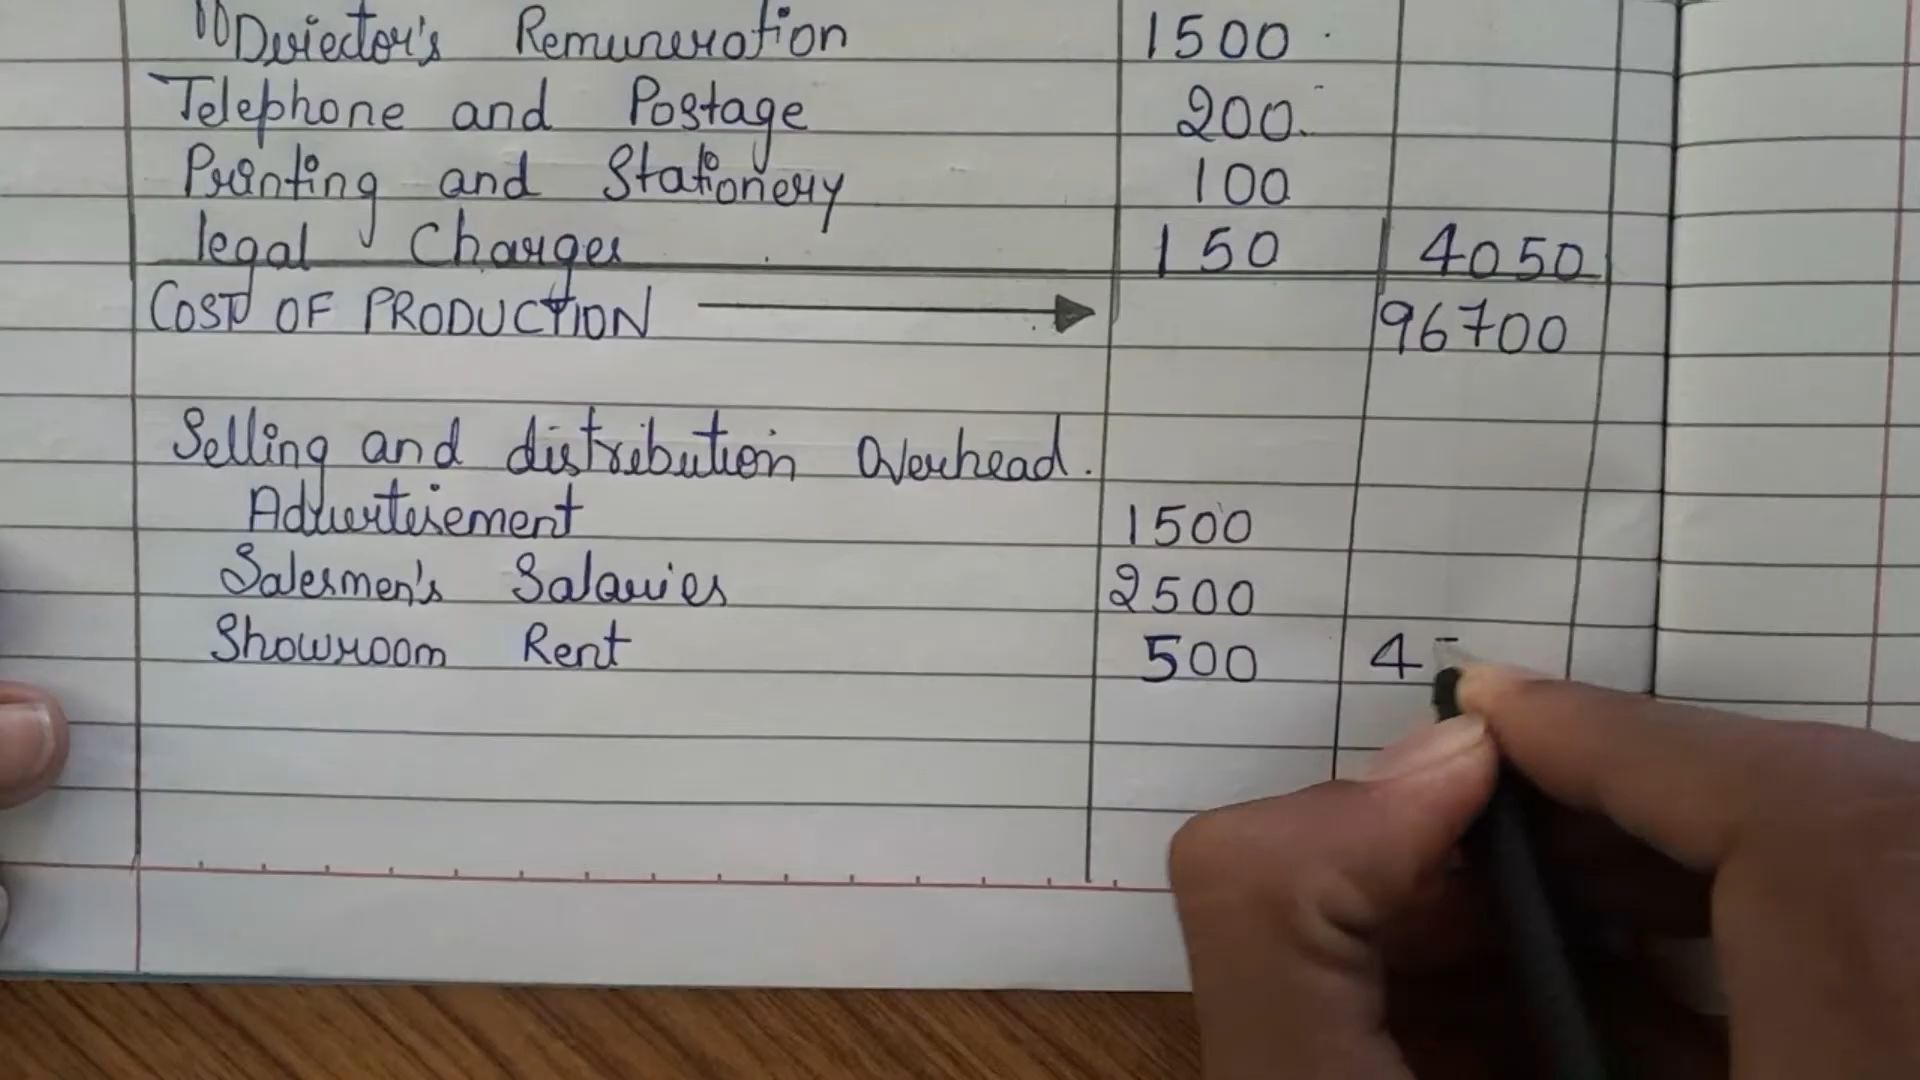 Director's Remuneration 1500
Telephone and Postage 200
Printing and Stationery 100
legal Charges 150 4050
COST OF PRODUCTION 96700
Selling and distribution Overhead.
Advertisement 1500
Salesmen's Salaries 2500
Showroom Rent 500 4